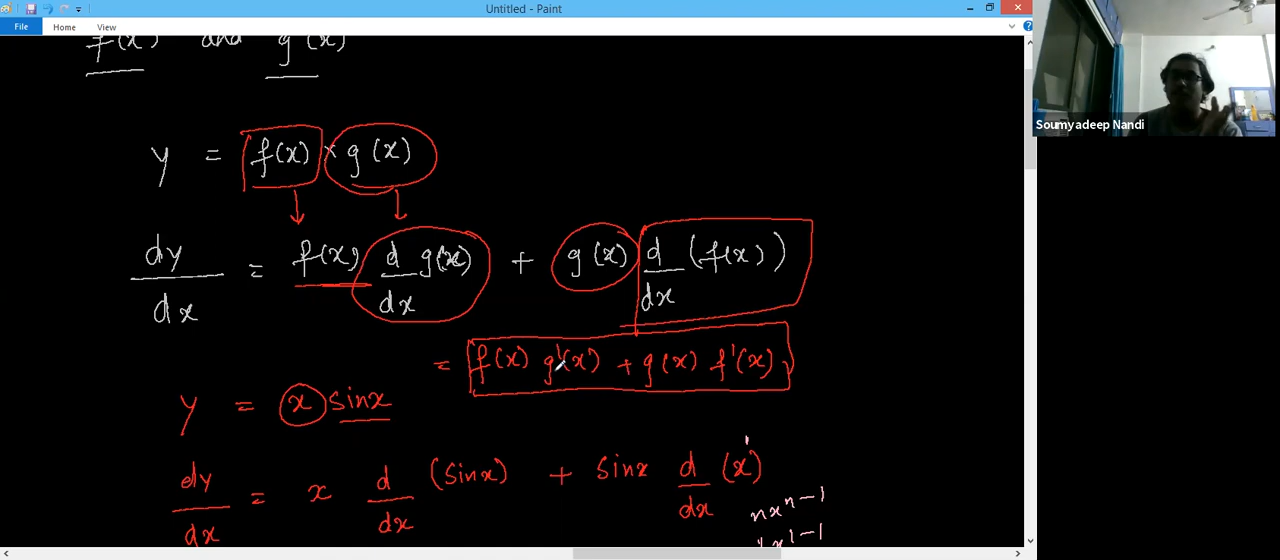 Untitled - Paint
File Home View
Soumyadeep Nandi
f(x) and g(x)
y = f(x) × g(x)
dy/dx = f(x) d/dx g(x) + g(x) d/dx (f(x))
= f(x) g'(x) + g(x) f'(x)
y = x sinx
dy/dx = x d/dx (sinx) + sinx d/dx (x¹)
nxⁿ⁻¹